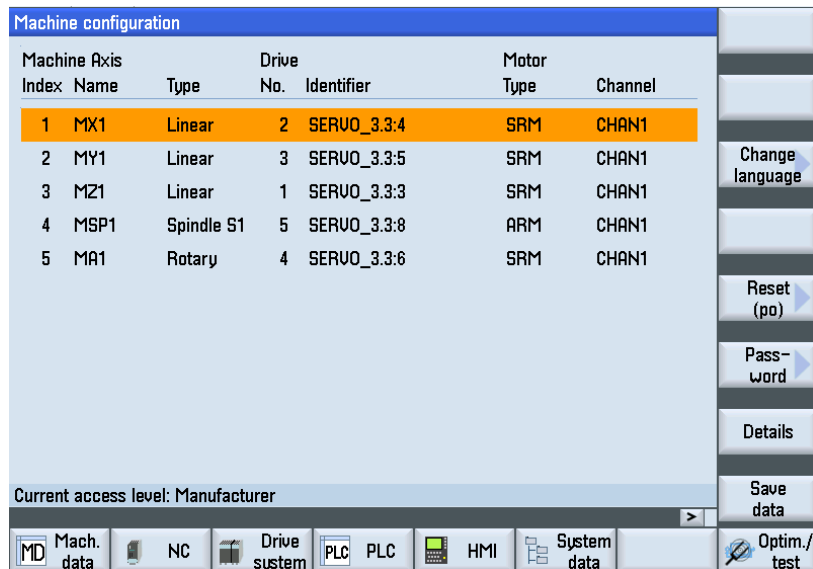 Machine configuration
Machine Axis Drive Motor
Index Name Type No. Identifier Type Channel
1 MX1 Linear 2 SERVO_3.3:4 SRM CHAN1
2 MY1 Linear 3 SERVO_3.3:5 SRM CHAN1
3 MZ1 Linear 1 SERVO_3.3:3 SRM CHAN1
4 MSP1 Spindle S1 5 SERVO_3.3:8 ARM CHAN1
5 MA1 Rotary 4 SERVO_3.3:6 SRM CHAN1
Change
language
Reset
(po)
Pass-
word
Details
Save
data
Current access level: Manufacturer
>
MD Mach.
data
NC
Drive
system
PLC PLC
HMI
System
data
Optim./
test